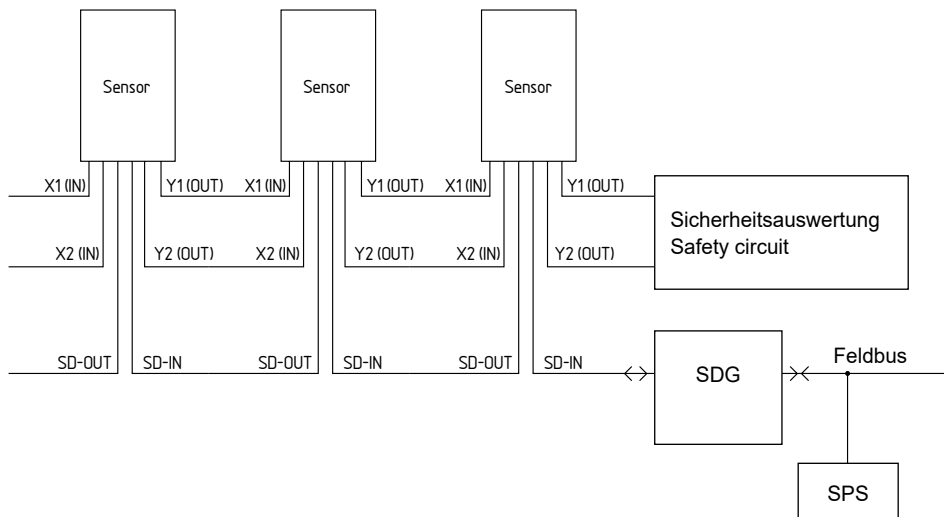 Sensor
Sensor
Sensor
X1 (IN)
Y1 (OUT)
X1 (IN)
Y1 (OUT)
X1 (IN)
Y1 (OUT)
Sicherheitsauswertung
Safety circuit
X2 (IN)
Y2 (OUT)
X2 (IN)
Y2 (OUT)
X2 (IN)
Y2 (OUT)
SD-OUT
SD-IN
SD-OUT
SD-IN
SD-OUT
SD-IN
SDG
Feldbus
SPS